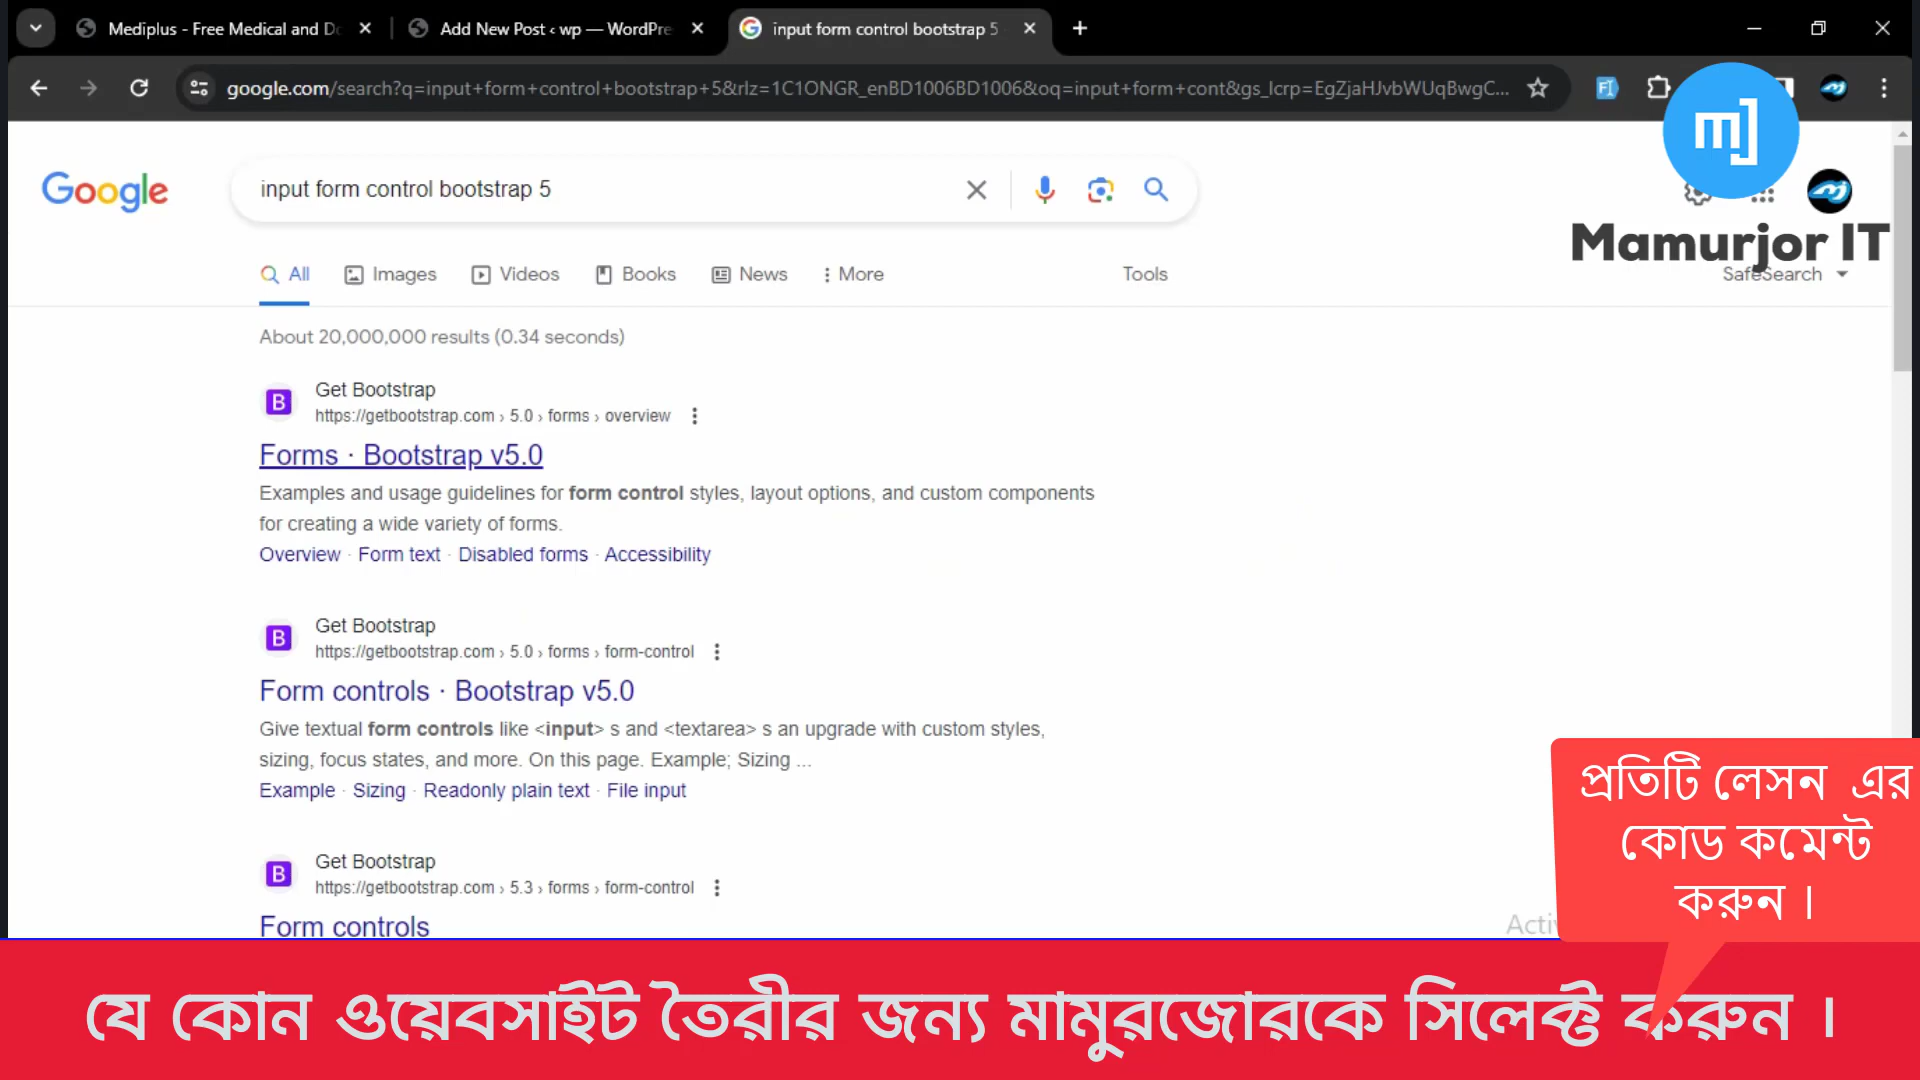 Mediplus - Free Medical and Do
Add New Post ‹ wp — WordPre
input form control bootstrap 5
google.com/search?q=input+form+control+bootstrap+5&rlz=1C1ONGR_enBD1006BD1006&oq=input+form+cont&gs_lcrp=EgZjaHJvbWUqBwgC...
mj
Google
input form control bootstrap 5
Mamurjor IT
All
Images
Videos
Books
News
More
Tools
SafeSearch
About 20,000,000 results (0.34 seconds)
Get Bootstrap
https://getbootstrap.com › 5.0 › forms › overview
Forms · Bootstrap v5.0
Examples and usage guidelines for form control styles, layout options, and custom components
for creating a wide variety of forms.
Overview · Form text · Disabled forms · Accessibility
Get Bootstrap
https://getbootstrap.com › 5.0 › forms › form-control
Form controls · Bootstrap v5.0
Give textual form controls like <input> s and <textarea> s an upgrade with custom styles,
sizing, focus states, and more. On this page. Example; Sizing ...
Example · Sizing · Readonly plain text · File input
Get Bootstrap
https://getbootstrap.com › 5.3 › forms › form-control
Form controls
প্রতিটি লেসন এর
কোড কমেন্ট
করুন ।
যে কোন ওয়েবসাইট তৈরীর জন্য মামুরজোরকে সিলেক্ট করুন ।